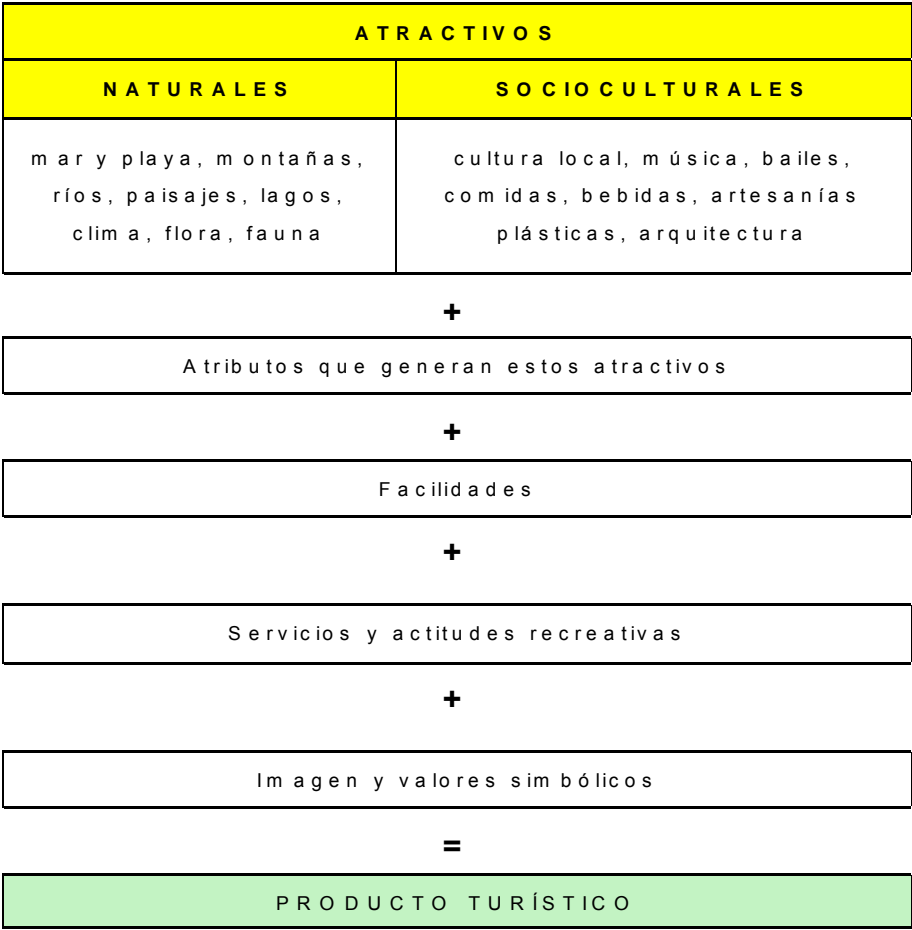 ATRACTIVOS
NATURALES
SOCIOCULTURALES
mar y playa, montañas,
ríos, paisajes, lagos,
clima, flora, fauna
cultura local, música, bailes,
comidas, bebidas, artesanías
plásticas, arquitectura
+
Atributos que generan estos atractivos
+
Facilidades
+
Servicios y actitudes recreativas
+
Imagen y valores simbólicos
=
PRODUCTO TURÍSTICO